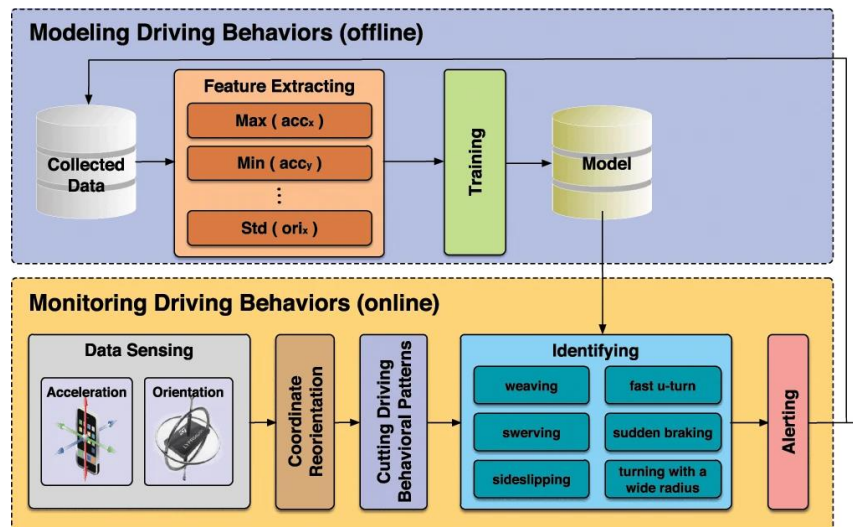 Modeling Driving Behaviors (offline)
Collected
Data
Feature Extracting
Max ( accx )
Min ( accy )
⋮
Std ( orix )
Training
Model
Monitoring Driving Behaviors (online)
Data Sensing
Acceleration
Orientation
Coordinate
Reorientation
Cutting Driving
Behavioral Patterns
Identifying
weaving
fast u-turn
swerving
sudden braking
sideslipping
turning with a
wide radius
Alerting